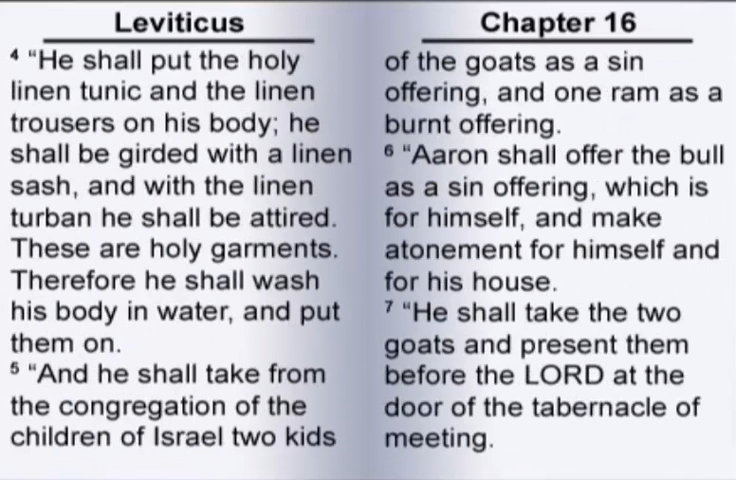 Leviticus
⁴ “He shall put the holy
linen tunic and the linen
trousers on his body; he
shall be girded with a linen
sash, and with the linen
turban he shall be attired.
These are holy garments.
Therefore he shall wash
his body in water, and put
them on.
⁵ “And he shall take from
the congregation of the
children of Israel two kids
Chapter 16
of the goats as a sin
offering, and one ram as a
burnt offering.
⁶ “Aaron shall offer the bull
as a sin offering, which is
for himself, and make
atonement for himself and
for his house.
⁷ “He shall take the two
goats and present them
before the LORD at the
door of the tabernacle of
meeting.